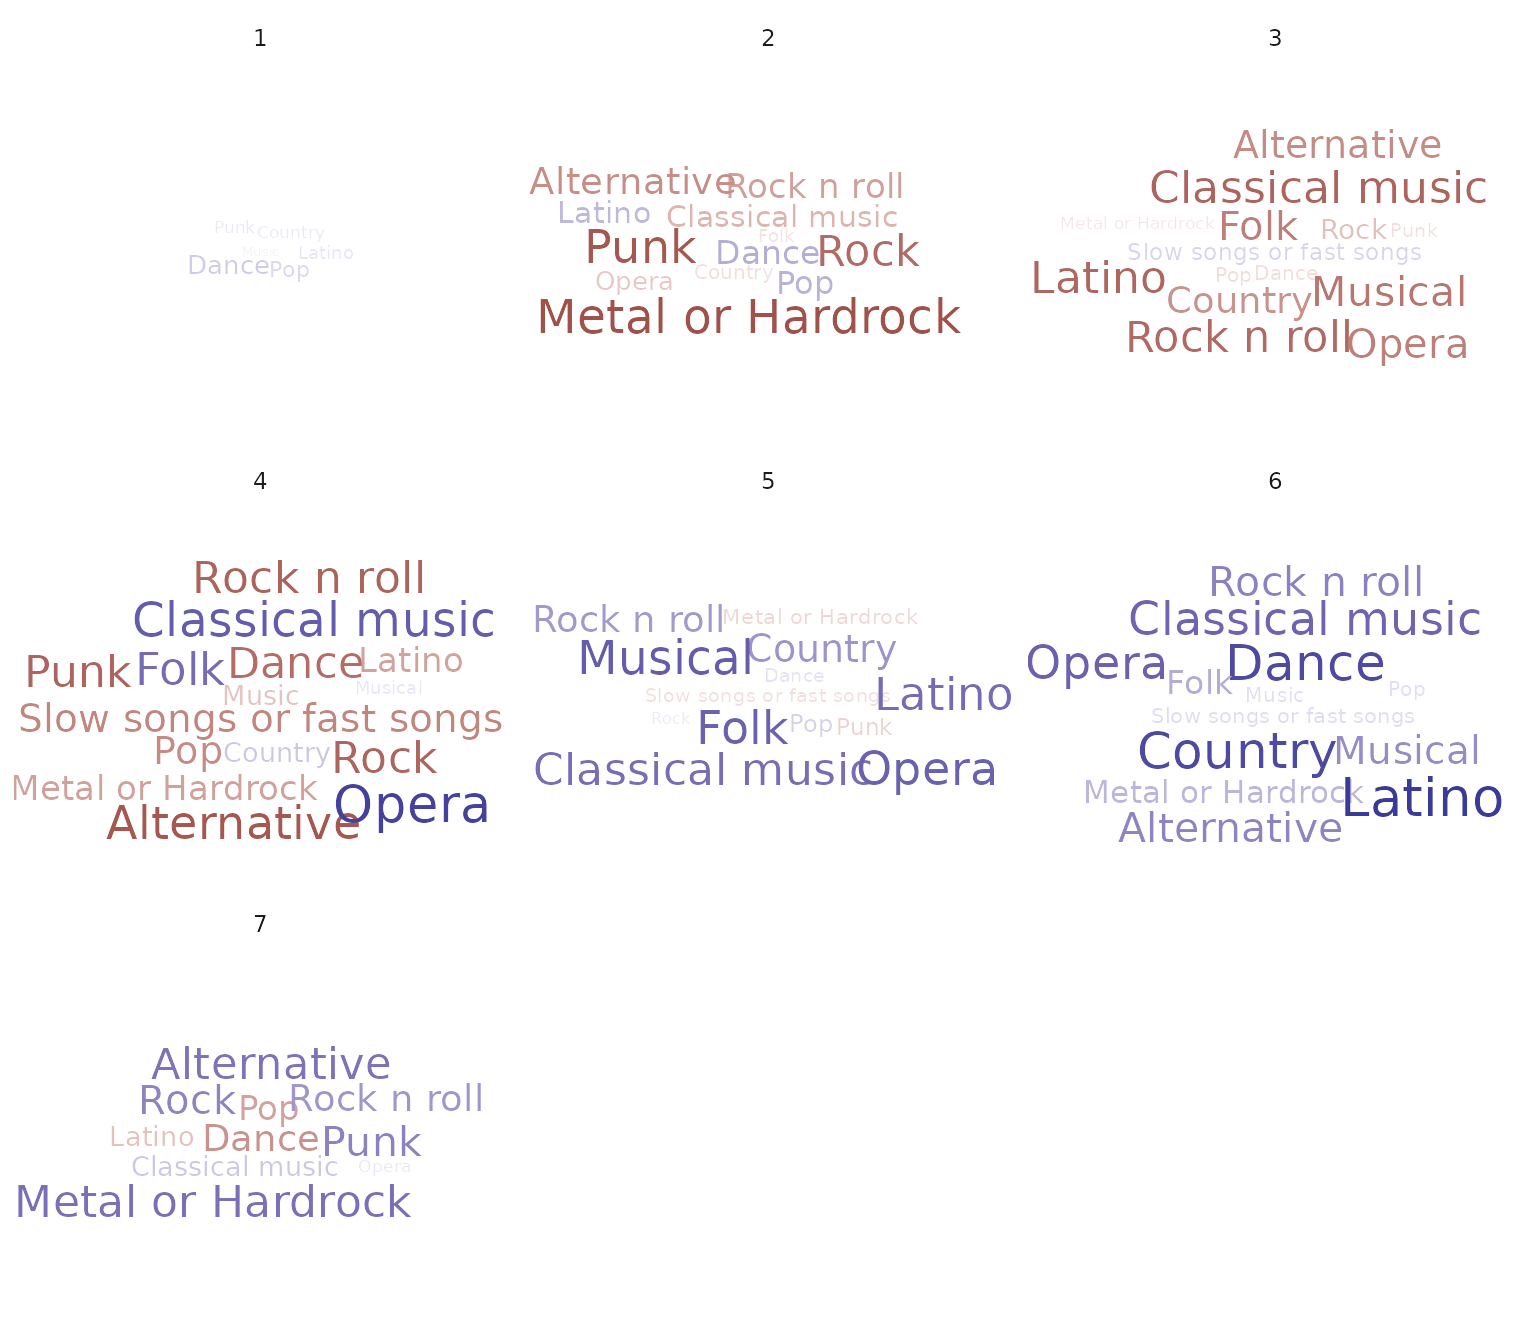 1
Punk Country
Music Latino
Dance Pop
2
Alternative Rock n roll
Latino Classical music
Folk
Punk Dance Rock
Opera Country Pop
Metal or Hardrock
3
Alternative
Classical music
Metal or Hardrock Folk Rock Punk
Slow songs or fast songs
Latino Pop Dance
Country Musical
Rock n roll Opera
4
Rock n roll
Classical music
Punk Folk Dance Latino
Music Musical
Slow songs or fast songs
Pop Country Rock
Metal or Hardrock
Alternative Opera
5
Rock n roll Metal or Hardrock
Musical Country
Dance
Slow songs or fast songs Latino
Rock Folk Pop Punk
Classical music Opera
6
Rock n roll
Classical music
Opera Dance
Folk Music Pop
Slow songs or fast songs
Country Musical
Metal or Hardrock Latino
Alternative
7
Alternative
Rock Pop Rock n roll
Latino Dance Punk
Classical music Opera
Metal or Hardrock